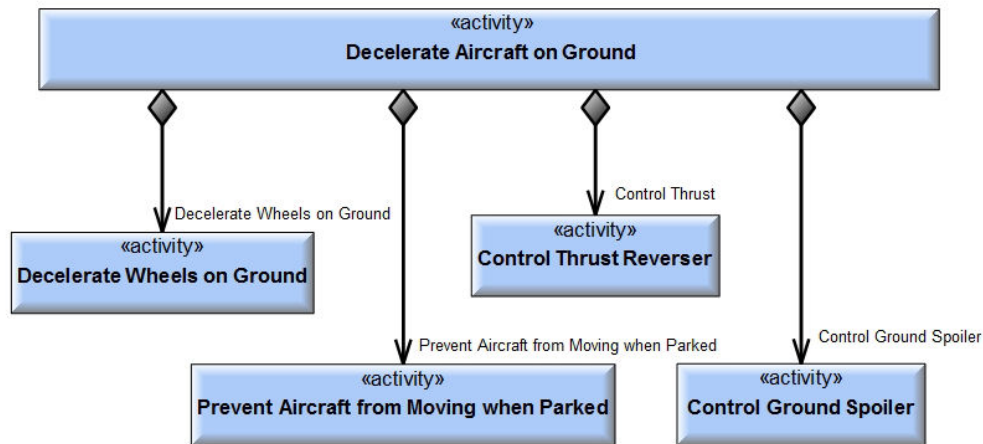 «activity»
Decelerate Aircraft on Ground
Decelerate Wheels on Ground
«activity»
Decelerate Wheels on Ground
Control Thrust
«activity»
Control Thrust Reverser
Prevent Aircraft from Moving when Parked
«activity»
Prevent Aircraft from Moving when Parked
Control Ground Spoiler
«activity»
Control Ground Spoiler